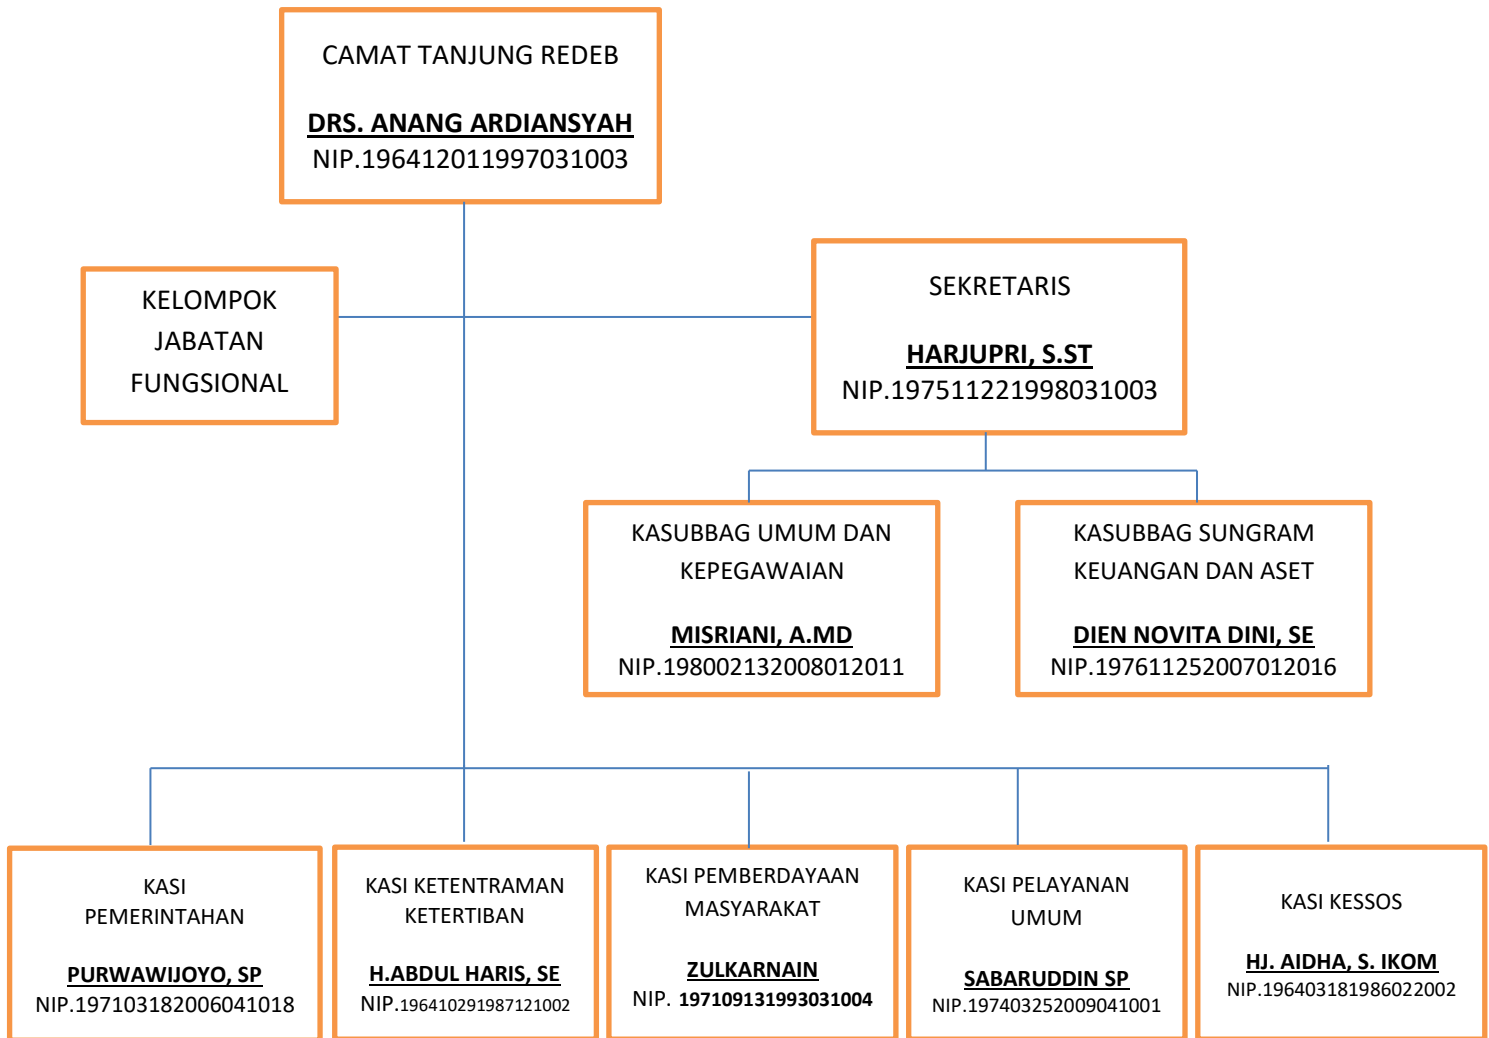 CAMAT TANJUNG REDEB
DRS. ANANG ARDIANSYAH
NIP.196412011997031003
KELOMPOK
JABATAN
FUNGSIONAL
SEKRETARIS
HARJUPRI, S.ST
NIP.197511221998031003
KASUBBAG UMUM DAN
KEPEGAWAIAN
MISRIANI, A.MD
NIP.198002132008012011
KASUBBAG SUNGRAM
KEUANGAN DAN ASET
DIEN NOVITA DINI, SE
NIP.197611252007012016
KASI
PEMERINTAHAN
PURWAWIJOYO, SP
NIP.197103182006041018
KASI KETENTRAMAN
KETERTIBAN
H.ABDUL HARIS, SE
NIP.196410291987121002
KASI PEMBERDAYAAN
MASYARAKAT
ZULKARNAIN
NIP. 197109131993031004
KASI PELAYANAN
UMUM
SABARUDDIN SP
NIP.197403252009041001
KASI KESSOS
HJ. AIDHA, S. IKOM
NIP.196403181986022002